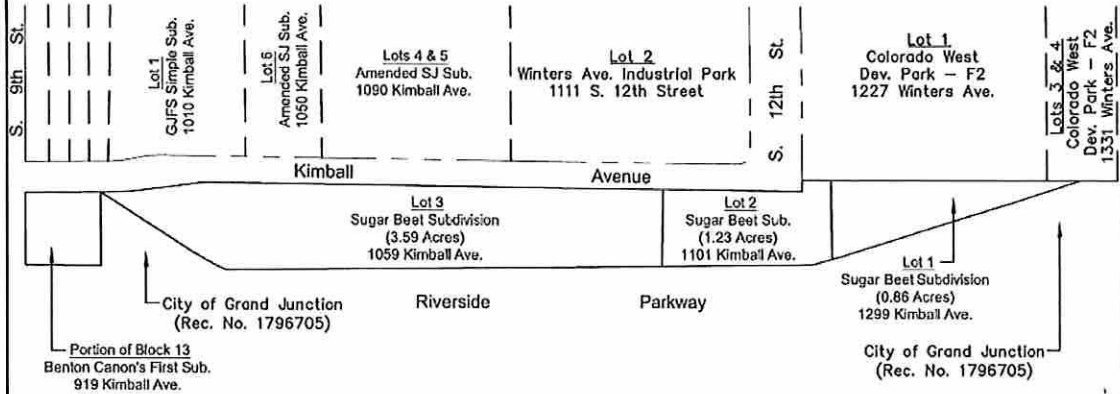 S. 9th St.
Lot 1
GJFS Simple Sub.
1010 Kimball Ave.
Lot 6
Amended SJ Sub.
1050 Kimball Ave.
Lots 4 & 5
Amended SJ Sub.
1090 Kimball Ave.
Lot 2
Winters Ave. Industrial Park
1111 S. 12th Street
S. 12th St.
Lot 1
Colorado West
Dev. Park - F2
1227 Winters Ave.
Lots 3 & 4
Colorado West
Dev. Park - F2
1331 Winters Ave.
Kimball Avenue
Lot 3
Sugar Beet Subdivision
(3.59 Acres)
1059 Kimball Ave.
Lot 2
Sugar Beet Sub.
(1.23 Acres)
1101 Kimball Ave.
Lot 1
Sugar Beet Subdivision
(0.86 Acres)
1299 Kimball Ave.
Riverside Parkway
City of Grand Junction
(Rec. No. 1796705)
Portion of Block 13
Benton Canon's First Sub.
919 Kimball Ave.
City of Grand Junction
(Rec. No. 1796705)